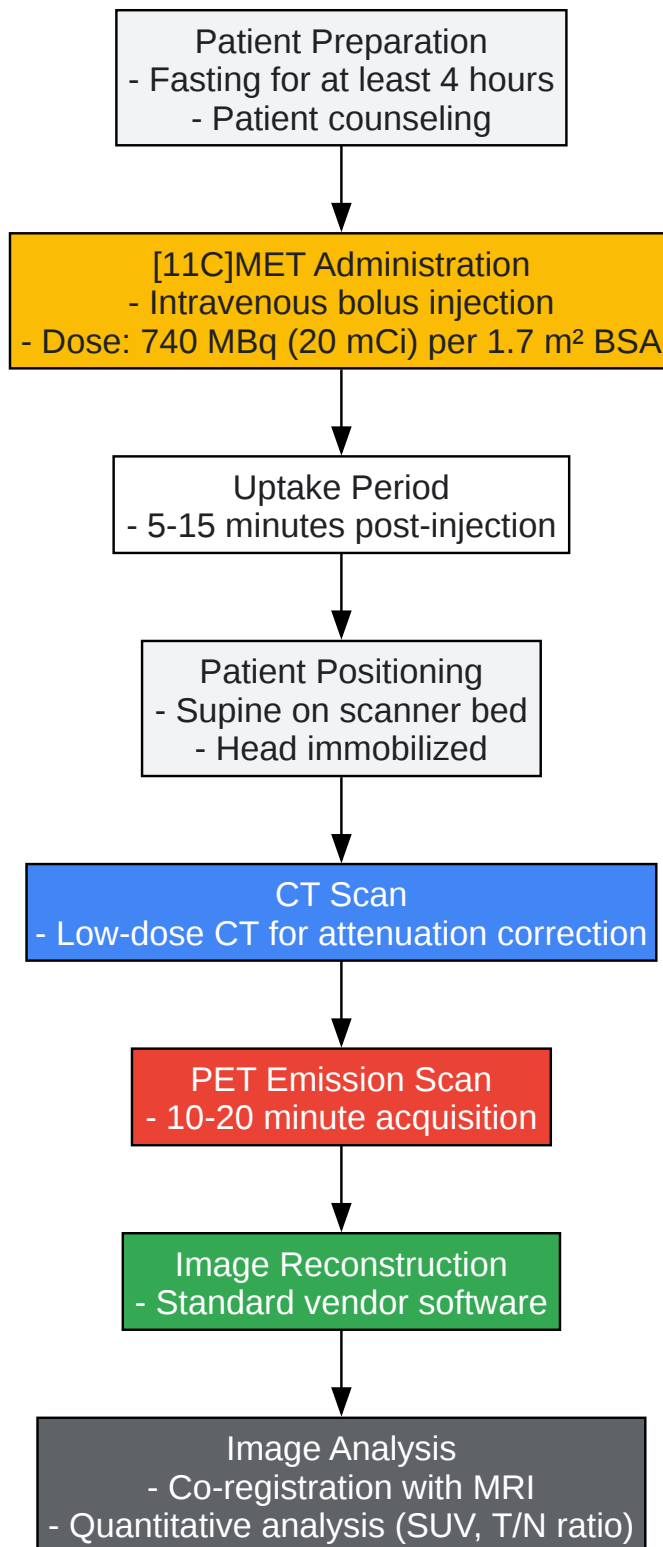 Patient Preparation
- Fasting for at least 4 hours
- Patient counseling
[11C]MET Administration
- Intravenous bolus injection
- Dose: 740 MBq (20 mCi) per 1.7 m² BSA
Uptake Period
- 5-15 minutes post-injection
Patient Positioning
- Supine on scanner bed
- Head immobilized
CT Scan
- Low-dose CT for attenuation correction
PET Emission Scan
- 10-20 minute acquisition
Image Reconstruction
- Standard vendor software
Image Analysis
- Co-registration with MRI
- Quantitative analysis (SUV, T/N ratio)